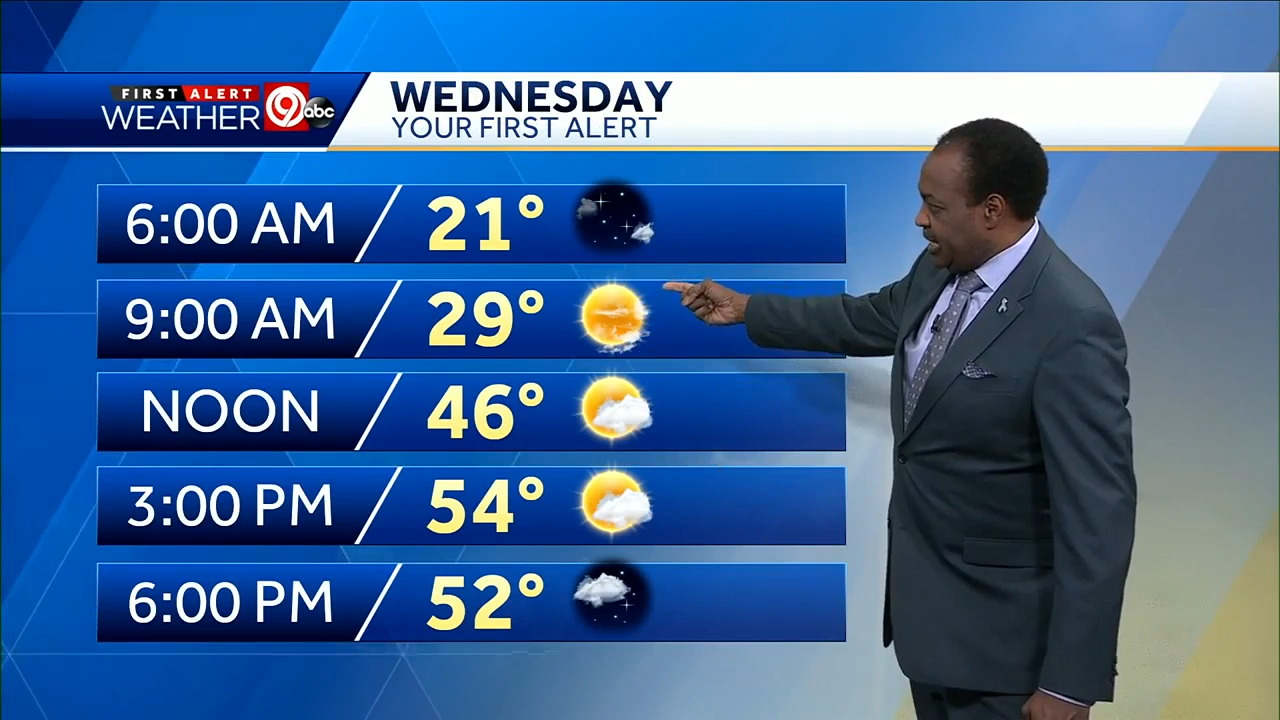 FIRST ALERT
WEATHER 9 abc
WEDNESDAY
YOUR FIRST ALERT
6:00 AM 21°
9:00 AM 29°
NOON 46°
3:00 PM 54°
6:00 PM 52°